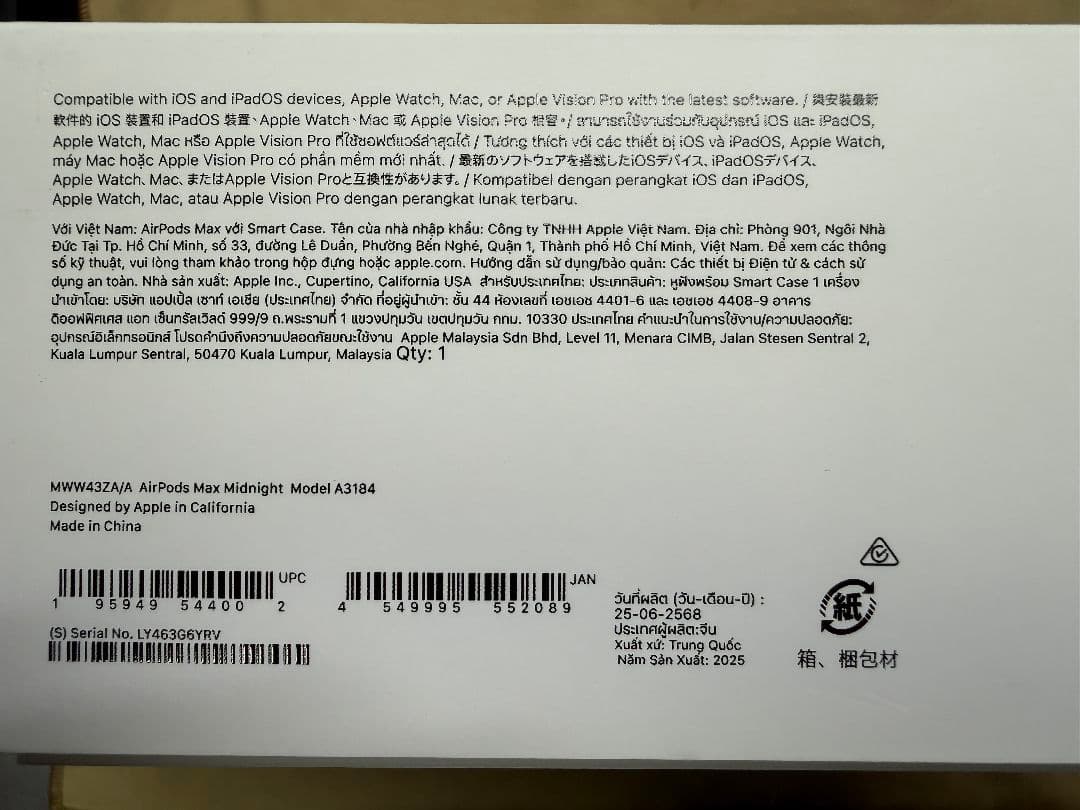 Compatible with iOS and iPadOS devices, Apple Watch, Mac, or Apple Vision Pro with the latest software. / 與安裝最新
軟件的 iOS 裝置和 iPadOS 裝置、Apple Watch、Mac 或 Apple Vision Pro 相容。/ สามารถใช้งานร่วมกับอุปกรณ์ iOS และ iPadOS,
Apple Watch, Mac หรือ Apple Vision Pro ที่ใช้ซอฟต์แวร์ล่าสุดได้ / Tương thích với các thiết bị iOS và iPadOS, Apple Watch,
máy Mac hoặc Apple Vision Pro có phần mềm mới nhất. / 最新のソフトウェアを搭載したiOSデバイス、iPadOSデバイス、
Apple Watch、Mac、またはApple Vision Proと互換性があります。/ Kompatibel dengan perangkat iOS dan iPadOS,
Apple Watch, Mac, atau Apple Vision Pro dengan perangkat lunak terbaru.
Với Việt Nam: AirPods Max với Smart Case. Tên cửa nhà nhập khẩu: Công ty TNHH Apple Việt Nam. Địa chỉ: Phòng 901, Ngôi Nhà
Đức Tại Tp. Hồ Chí Minh, số 33, đường Lê Duẩn, Phường Bến Nghé, Quận 1, Thành phố Hồ Chí Minh, Việt Nam. Để xem các thông
số kỹ thuật, vui lòng tham khảo trong hộp đựng hoặc apple.com. Hướng dẫn sử dụng/bảo quản: Các thiết bị Điện tử & cách sử
dụng an toàn. Nhà sản xuất: Apple Inc., Cupertino, California USA สำหรับประเทศไทย: ประเภทสินค้า: หูฟังพร้อม Smart Case 1 เครื่อง
นำเข้าโดย: บริษัท แอปเปิ้ล เซาท์ เอเชีย (ประเทศไทย) จำกัด ที่อยู่ผู้นำเข้า: ชั้น 44 ห้องเลขที่ เอชเอช 4401-6 และ เอชเอช 4408-9 อาคาร
ดิออฟฟิศเศส แอท เซ็นทรัลเวิลด์ 999/9 ถ.พระรามที่ 1 แขวงปทุมวัน เขตปทุมวัน กทม. 10330 ประเทศไทย คำแนะนำในการใช้งาน/ความปลอดภัย:
อุปกรณ์อิเล็กทรอนิกส์ โปรดคำนึงถึงความปลอดภัยขณะใช้งาน Apple Malaysia Sdn Bhd, Level 11, Menara CIMB, Jalan Stesen Sentral 2,
Kuala Lumpur Sentral, 50470 Kuala Lumpur, Malaysia Qty: 1
MWW43ZA/A AirPods Max Midnight Model A3184
Designed by Apple in California
Made in China
UPC
1 95949 54400 2
JAN
4 549995 552089
(S) Serial No. LY463G6YRV
วันที่ผลิต (วัน-เดือน-ปี) :
25-06-2568
ประเทศผู้ผลิต:จีน
Xuất xứ: Trung Quốc
Năm Sản Xuất: 2025
紙
箱、梱包材